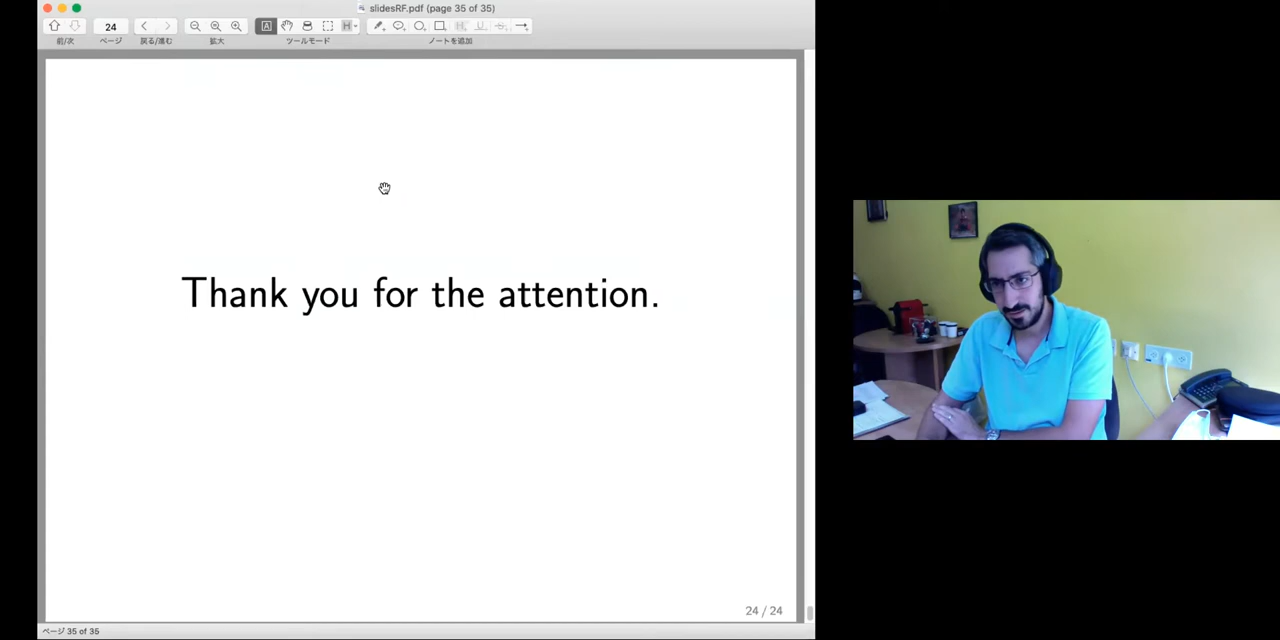 slidesRF.pdf (page 35 of 35)
24
前/次
ページ
戻る/進む
拡大
ツールモード
ノートを追加
Thank you for the attention.
24 / 24
ページ 35 of 35